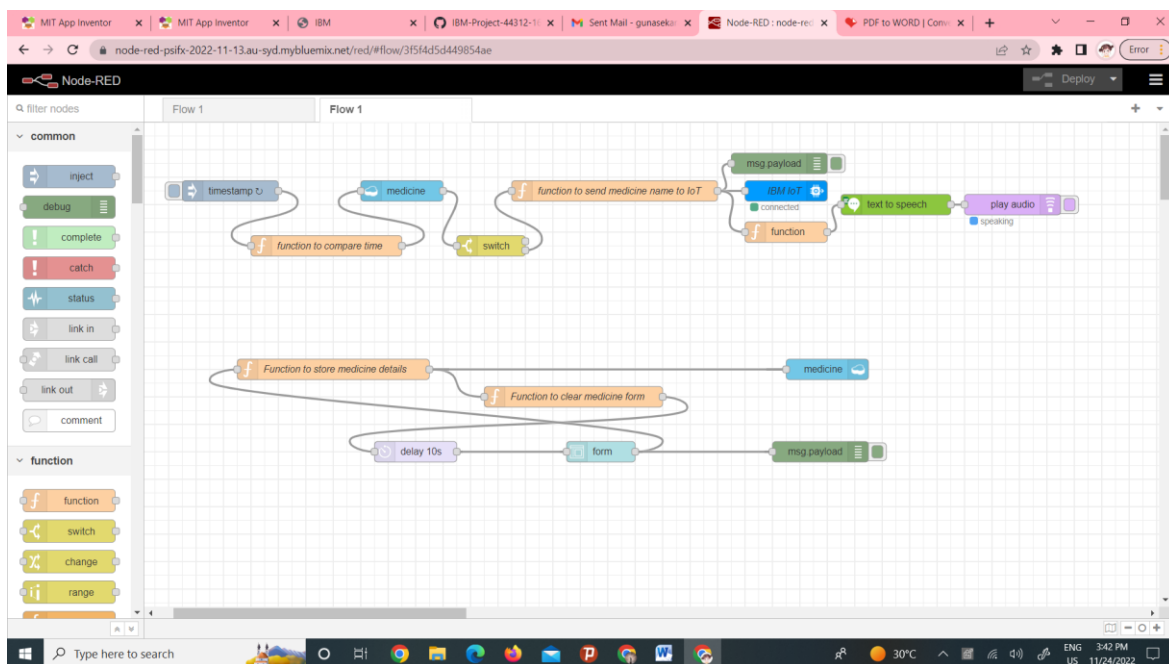 MIT App Inventor
MIT App Inventor
IBM
IBM-Project-44312-1
Sent Mail - gunasekar
Node-RED : node-red
PDF to WORD | Conv
node-red-psifx-2022-11-13.au-syd.mybluemix.net/red/#flow/3f5f4d5d449854ae
Error
Node-RED
Deploy
filter nodes
Flow 1
Flow 1
common
inject
debug
complete
catch
status
link in
link call
link out
comment
function
function
switch
change
range
timestamp ↻
function to compare time
medicine
switch
function to send medicine name to IoT
msg.payload
IBM IoT
connected
function
text to speech
play audio
speaking
Function to store medicine details
medicine
Function to clear medicine form
delay 10s
form
msg.payload
Type here to search
30°C
ENG
US
3:42 PM
11/24/2022